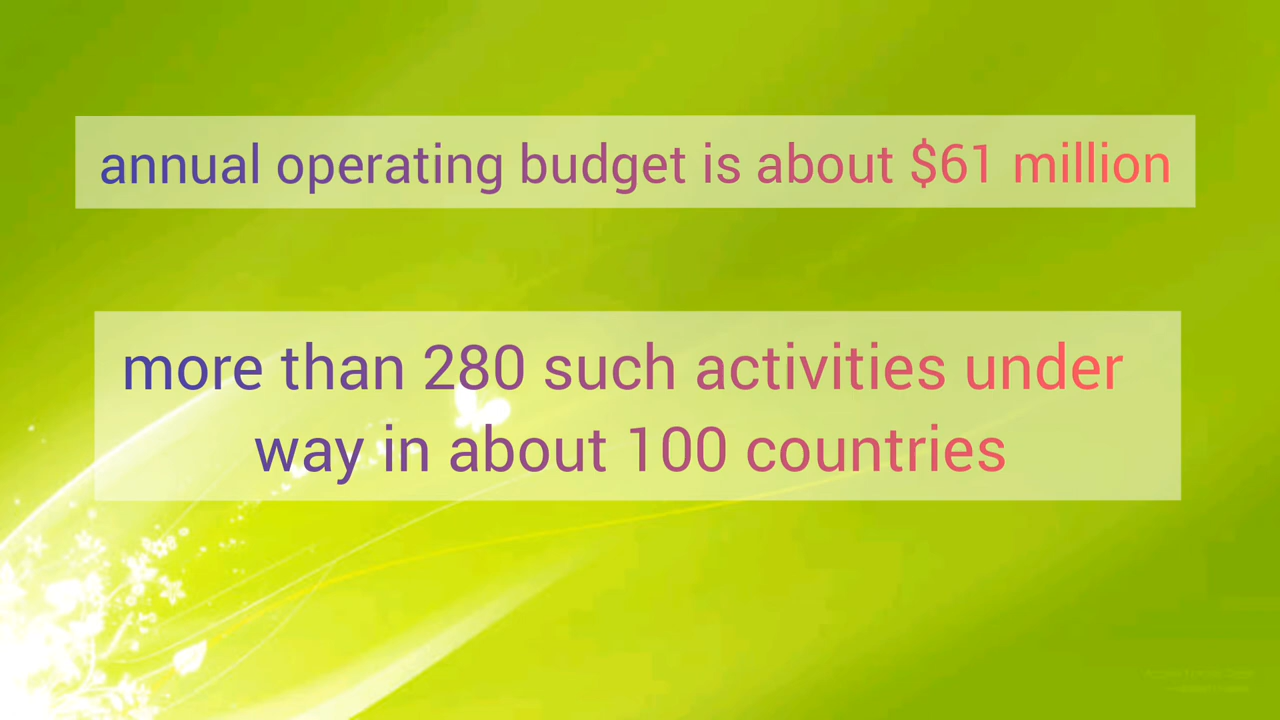 annual operating budget is about $61 million
more than 280 such activities under
way in about 100 countries